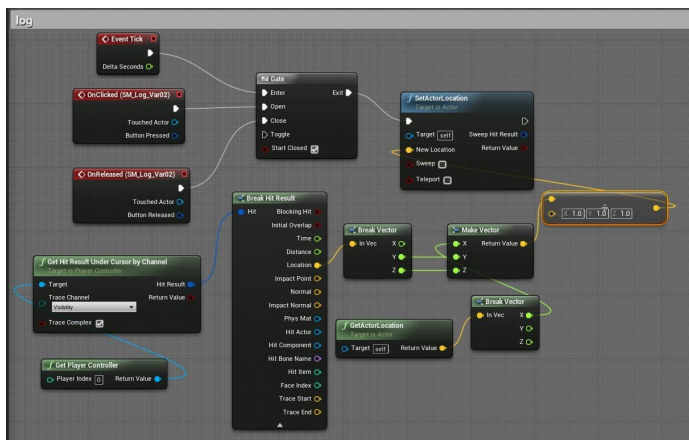 log
Event Tick
Delta Seconds
OnClicked (SM_Log_Var02)
Touched Actor
Button Pressed
OnReleased (SM_Log_Var02)
Touched Actor
Button Released
Gate
Enter
Exit
Open
Close
Toggle
Start Closed
SetActorLocation
Target is Actor
Target self
Sweep Hit Result
New Location
Return Value
Sweep
Teleport
X 1.0 Y 1.0 Z 1.0
Get Hit Result Under Cursor by Channel
Target is Player Controller
Target
Hit Result
Trace Channel
Return Value
Visibility
Trace Complex
Get Player Controller
Player Index 0
Return Value
Break Hit Result
Hit
Blocking Hit
Initial Overlap
Time
Distance
Location
Impact Point
Normal
Impact Normal
Phys Mat
Hit Actor
Hit Component
Hit Bone Name
Hit Item
Face Index
Trace Start
Trace End
Break Vector
In Vec
X
Y
Z
Make Vector
X
Return Value
Y
Z
GetActorLocation
Target is Actor
Target self
Return Value
Break Vector
In Vec
X
Y
Z